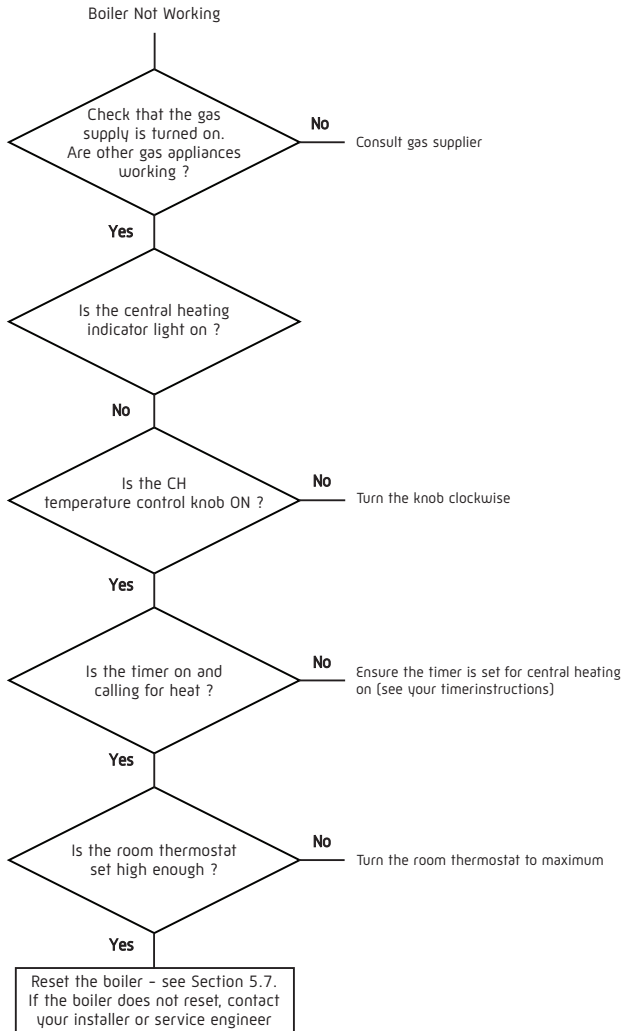 Boiler Not Working
Check that the gas
supply is turned on.
Are other gas appliances
working ?
No
Consult gas supplier
Yes
Is the central heating
indicator light on ?
No
Is the CH
temperature control knob ON ?
No
Turn the knob clockwise
Yes
Is the timer on and
calling for heat ?
No
Ensure the timer is set for central heating
on (see your timerinstructions)
Yes
Is the room thermostat
set high enough ?
No
Turn the room thermostat to maximum
Yes
Reset the boiler - see Section 5.7.
If the boiler does not reset, contact
your installer or service engineer